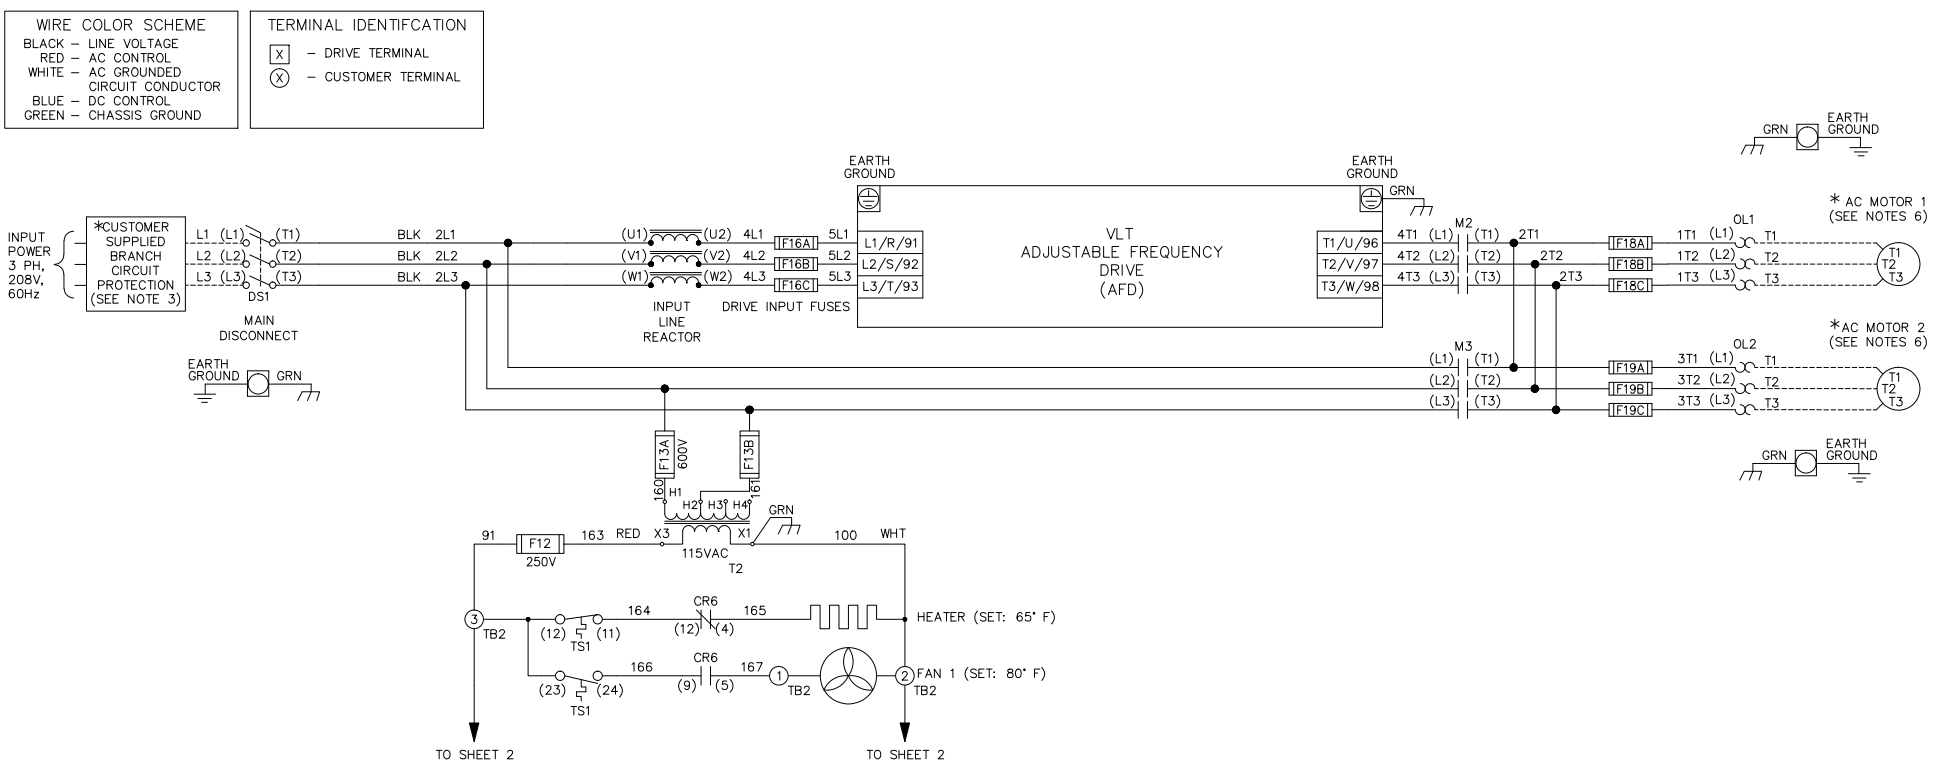 WIRE COLOR SCHEME
BLACK – LINE VOLTAGE
RED – AC CONTROL
WHITE – AC GROUNDED
CIRCUIT CONDUCTOR
BLUE – DC CONTROL
GREEN – CHASSIS GROUND
TERMINAL IDENTIFCATION
X – DRIVE TERMINAL
X – CUSTOMER TERMINAL
INPUT
POWER
3 PH,
208V,
60Hz
*CUSTOMER
SUPPLIED
BRANCH
CIRCUIT
PROTECTION
(SEE NOTE 3)
L1 (L1) (T1) BLK 2L1 (U1) (U2) 4L1 F16A 5L1 L1/R/91
L2 (L2) (T2) BLK 2L2 (V1) (V2) 4L2 F16B 5L2 L2/S/92
L3 (L3) (T3) BLK 2L3 (W1) (W2) 4L3 F16C 5L3 L3/T/93
DS1
MAIN
DISCONNECT
EARTH
GROUND GRN
INPUT
LINE
REACTOR
DRIVE INPUT FUSES
EARTH
GROUND
VLT
ADJUSTABLE FREQUENCY
DRIVE
(AFD)
EARTH
GROUND
GRN
M2
T1/U/96 4T1 (L1) (T1) 2T1 F18A 1T1 (L1) T1
T2/V/97 4T2 (L2) (T2) 2T2 F18B 1T2 (L2) T2
T3/W/98 4T3 (L3) (T3) 2T3 F18C 1T3 (L3) T3
OL1
GRN EARTH
GROUND
* AC MOTOR 1
(SEE NOTES 6)
T1
T2
T3
M3
(L1) (T1) F19A 3T1 (L1) T1
(L2) (T2) F19B 3T2 (L2) T2
(L3) (T3) F19C 3T3 (L3) T3
OL2
*AC MOTOR 2
(SEE NOTES 6)
T1
T2
T3
GRN EARTH
GROUND
F13A 600V F13B
160 H1 H2 H3 H4 161
GRN
91 F12 163 RED X3 X1 100 WHT
250V
115VAC
T2
3 TB2
(12) (11) 164 CR6 (12) (4) 165 HEATER (SET: 65° F)
TS1
(23) (24) 166 CR6 (9) (5) 167 1 TB2 2 TB2 FAN 1 (SET: 80° F)
TS1
TO SHEET 2
TO SHEET 2